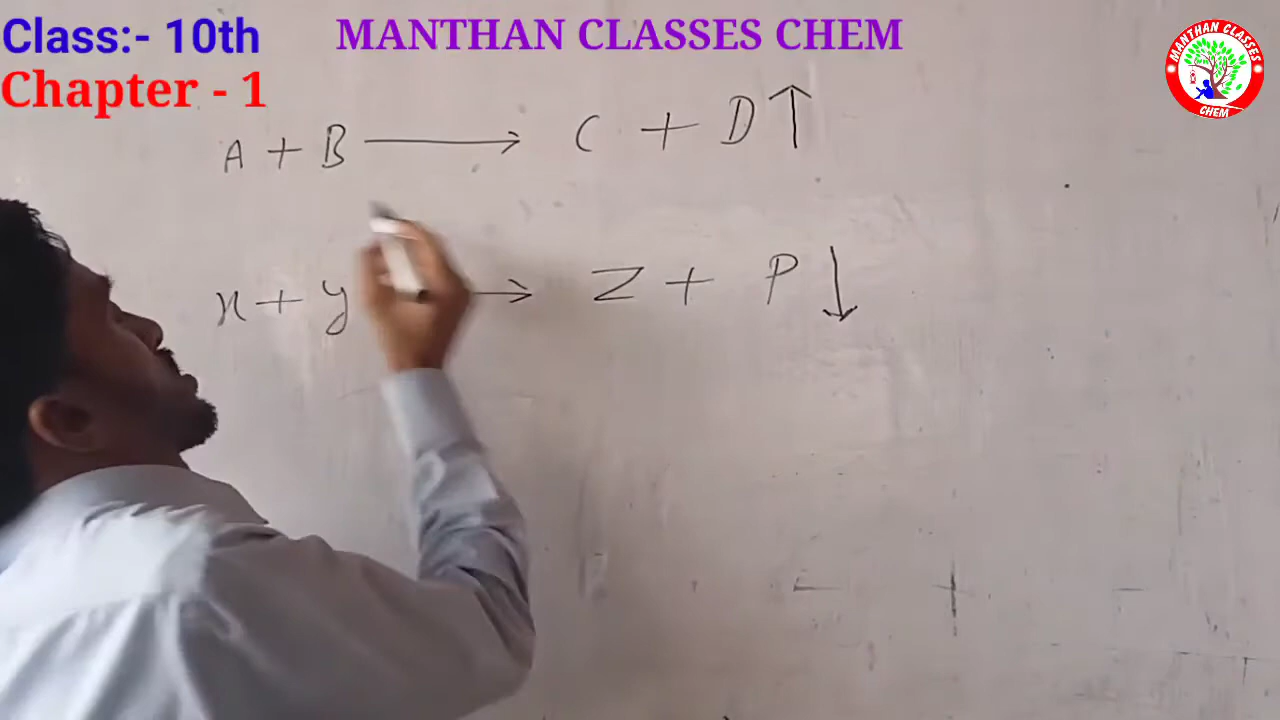 Class:- 10th
MANTHAN CLASSES CHEM
Chapter - 1
MANTHAN CLASSES
CHEM
A + B ⟶ C + D↑
x + y → Z + P↓